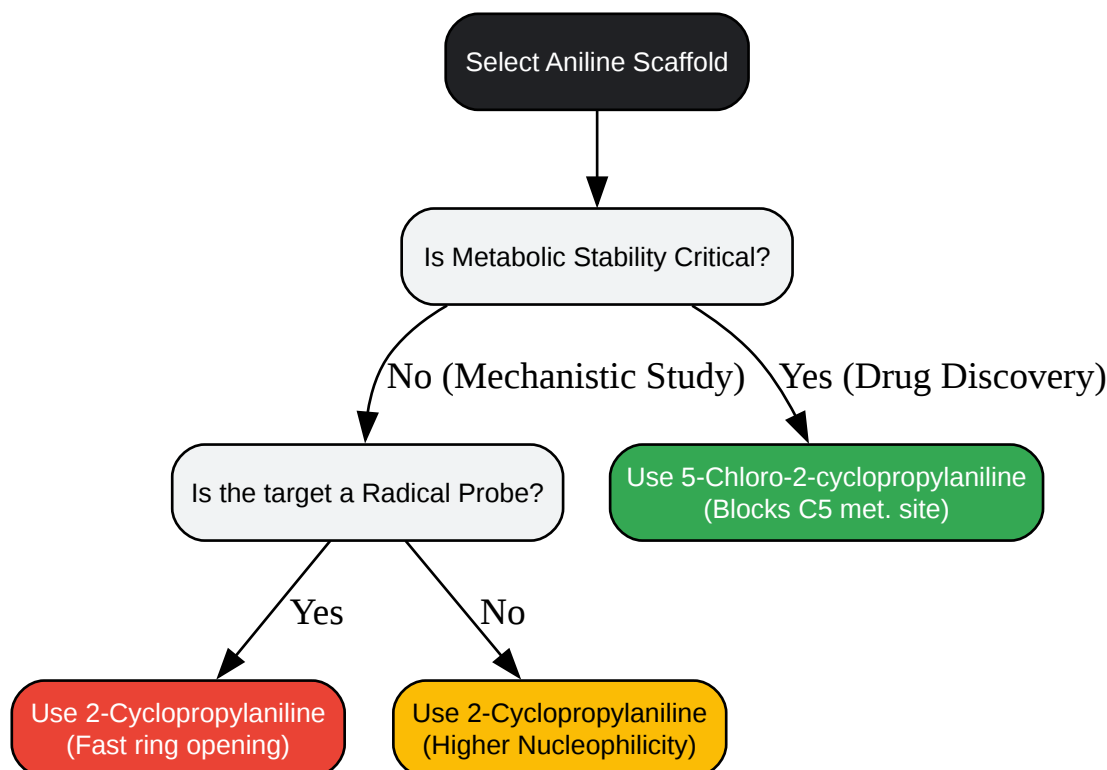 Select Aniline Scaffold
Is Metabolic Stability Critical?
No (Mechanistic Study)
Yes (Drug Discovery)
Is the target a Radical Probe?
Use 5-Chloro-2-cyclopropylaniline
(Blocks C5 met. site)
Yes
No
Use 2-Cyclopropylaniline
(Fast ring opening)
Use 2-Cyclopropylaniline
(Higher Nucleophilicity)